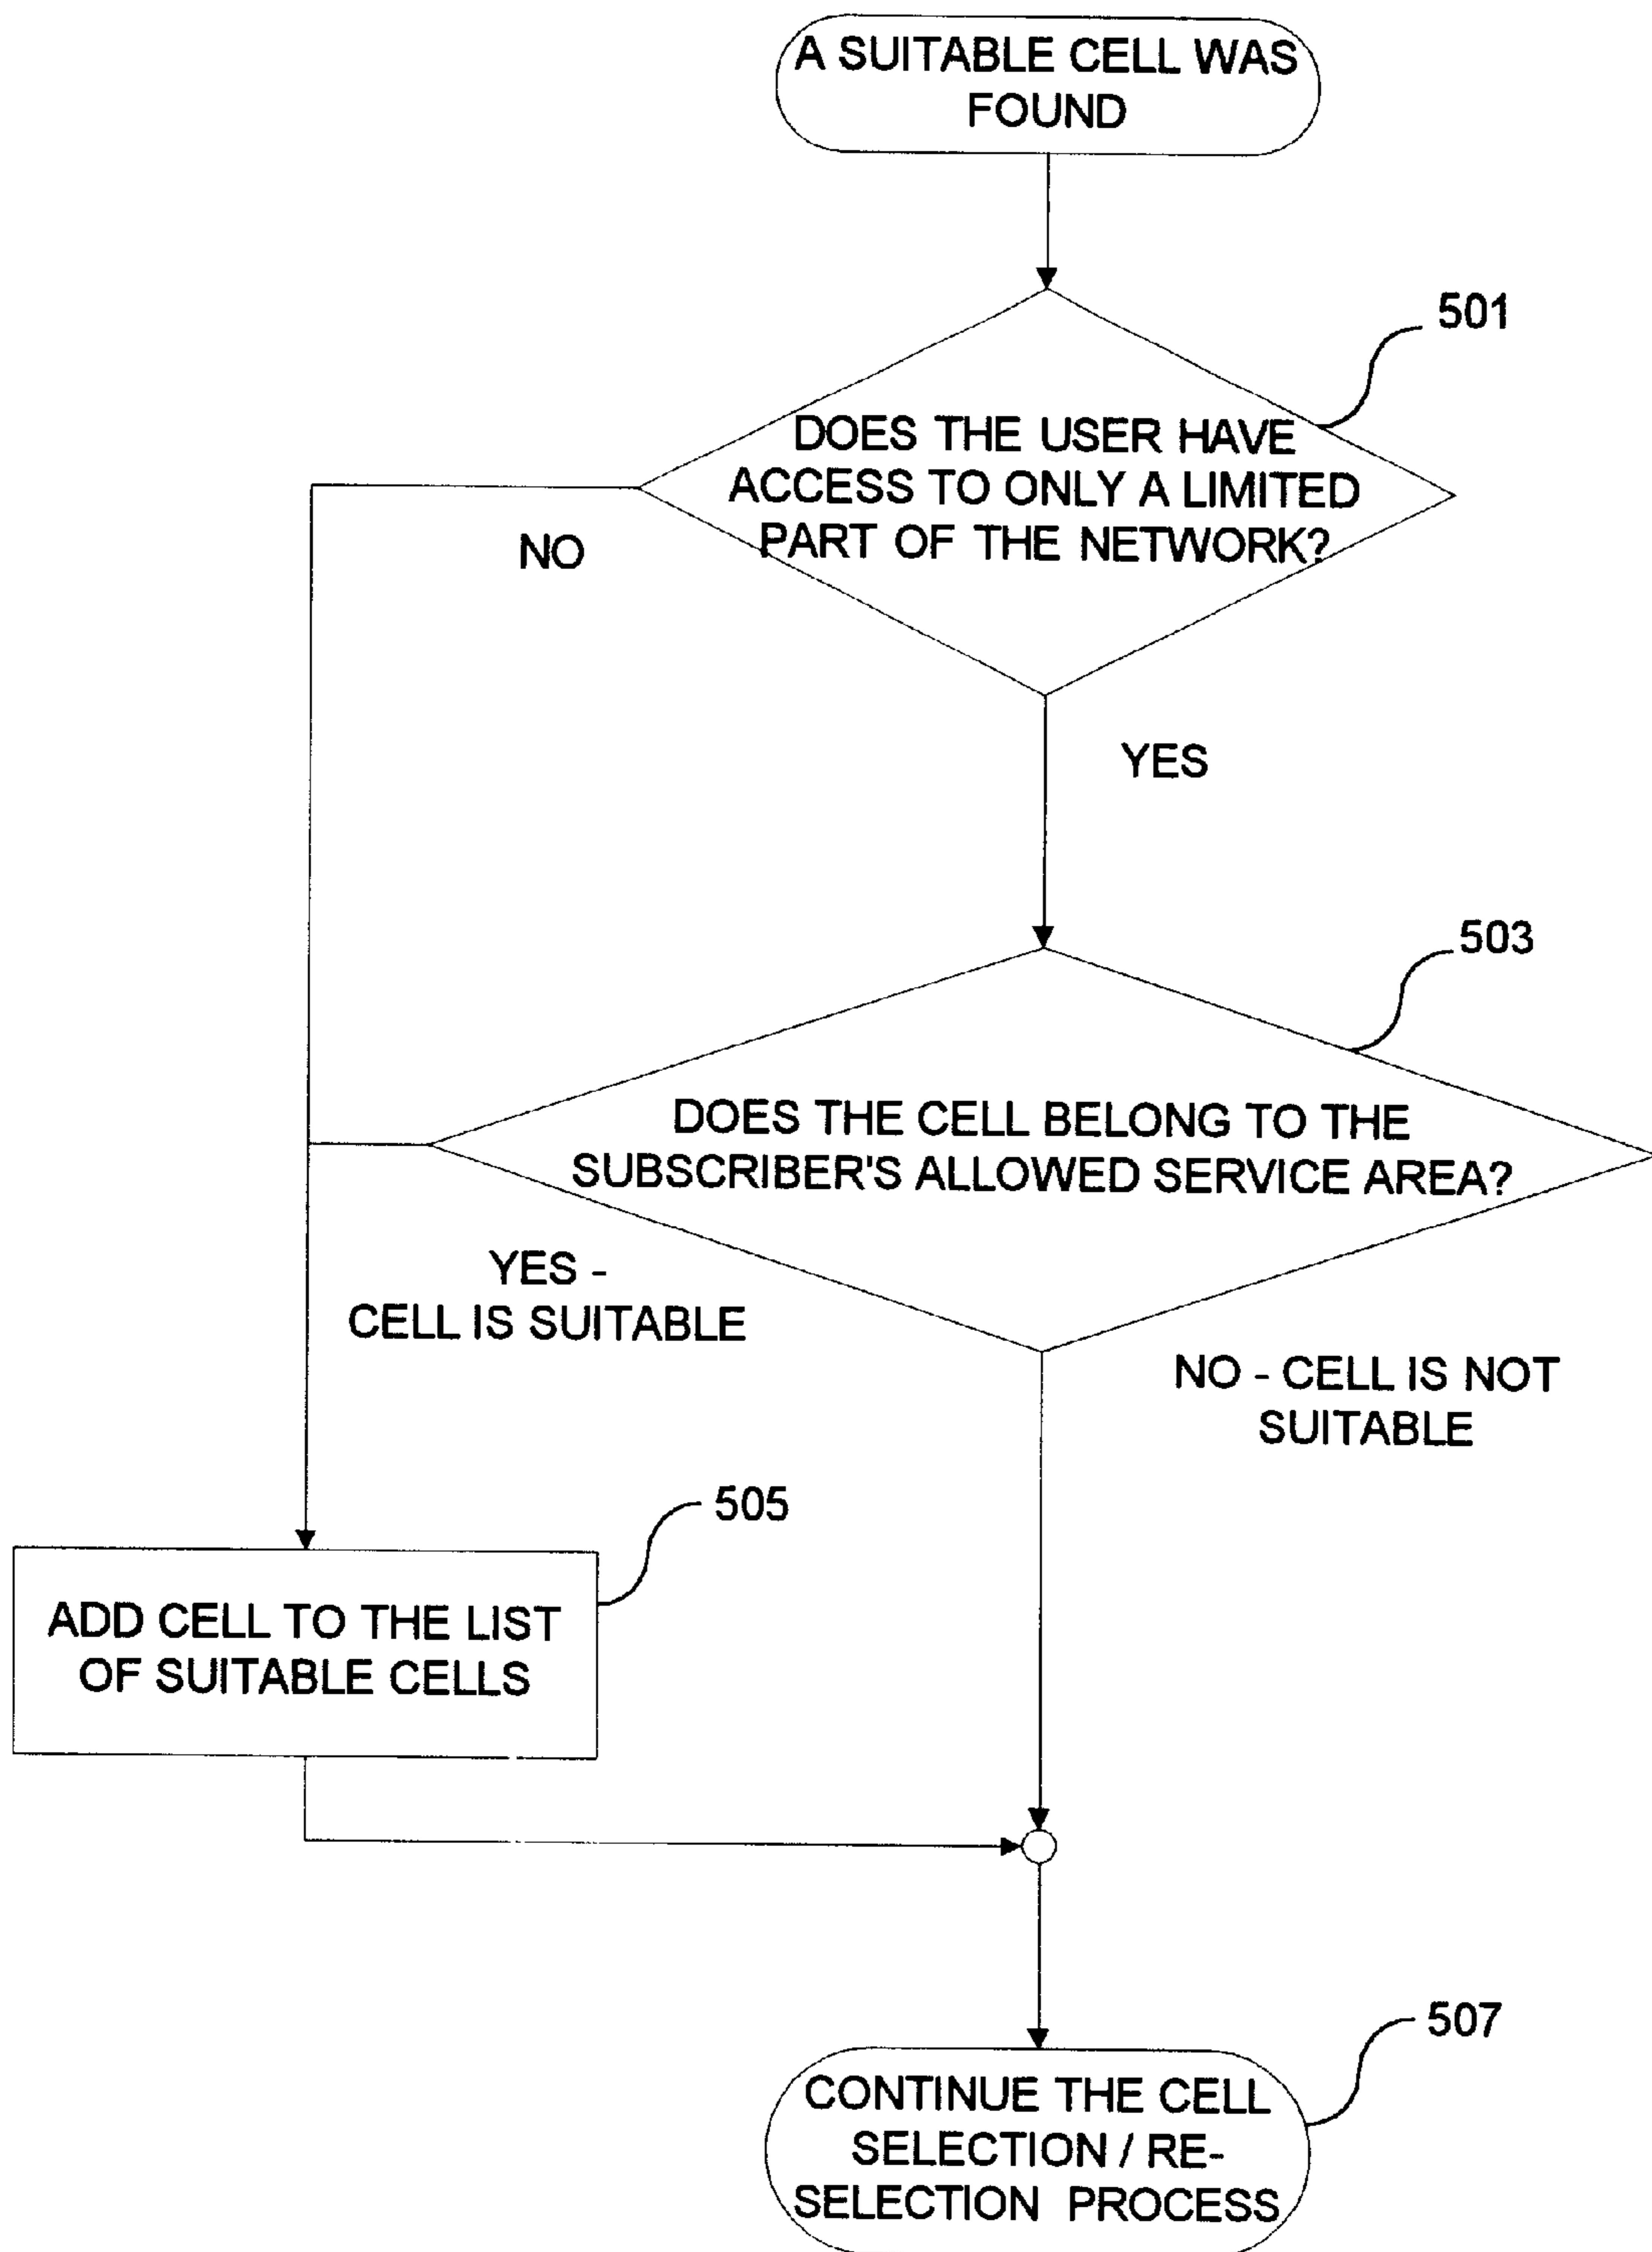 A SUITABLE CELL WAS
FOUND
501
DOES THE USER HAVE
ACCESS TO ONLY A LIMITED
PART OF THE NETWORK?
NO
YES
503
DOES THE CELL BELONG TO THE
SUBSCRIBER'S ALLOWED SERVICE AREA?
YES -
CELL IS SUITABLE
NO - CELL IS NOT
SUITABLE
505
ADD CELL TO THE LIST
OF SUITABLE CELLS
507
CONTINUE THE CELL
SELECTION / RE-
SELECTION PROCESS